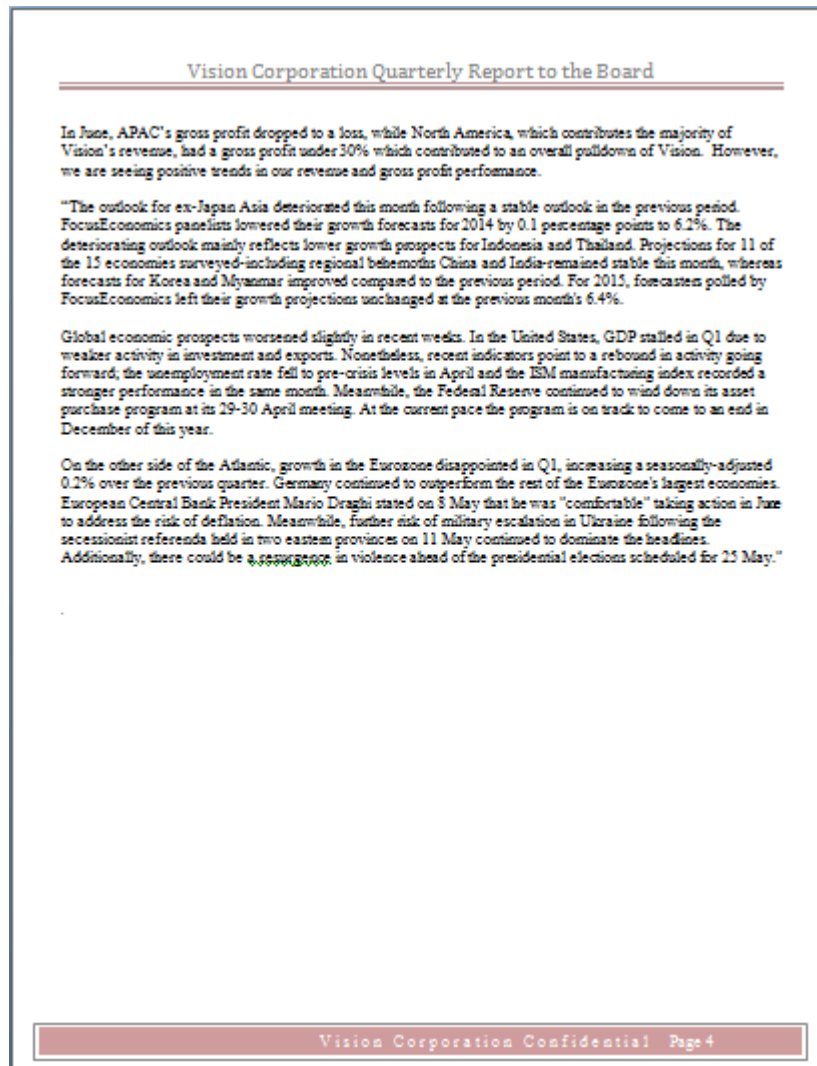 Vision Corporation Quarterly Report to the Board
In June, APAC's gross profit dropped to a loss, while North America, which contributes the majority of
Vision's revenue, had a gross profit under 30% which contributed to an overall pulldown of Vision.  However,
we are seeing positive trends in our revenue and gross profit performance.
"The outlook for ex-Japan Asia deteriorated this month following a stable outlook in the previous period.
FocusEconomics panelists lowered their growth forecasts for 2014 by 0.1 percentage points to 6.2%. The
deteriorating outlook mainly reflects lower growth prospects for Indonesia and Thailand. Projections for 11 of
the 15 economies surveyed-including regional behemoths China and India-remained stable this month, whereas
forecasts for Korea and Myanmar improved compared to the previous period. For 2015, forecasters polled by
FocusEconomics left their growth projections unchanged at the previous month's 6.4%.
Global economic prospects worsened slightly in recent weeks. In the United States, GDP stalled in Q1 due to
weaker activity in investment and exports. Nonetheless, recent indicators point to a rebound in activity going
forward; the unemployment rate fell to pre-crisis levels in April and the ISM manufacturing index recorded a
stronger performance in the same month. Meanwhile, the Federal Reserve continued to wind down its asset
purchase program at its 29-30 April meeting. At the current pace the program is on track to come to an end in
December of this year.
On the other side of the Atlantic, growth in the Eurozone disappointed in Q1, increasing a seasonally-adjusted
0.2% over the previous quarter. Germany continued to outperform the rest of the Eurozone's largest economies.
European Central Bank President Mario Draghi stated on 8 May that he was "comfortable" taking action in June
to address the risk of deflation. Meanwhile, further risk of military escalation in Ukraine following the
secessionist referenda held in two eastern provinces on 11 May continued to dominate the headlines.
Additionally, there could be a resurgence in violence ahead of the presidential elections scheduled for 25 May."
.
Vision Corporation Confidential Page 4